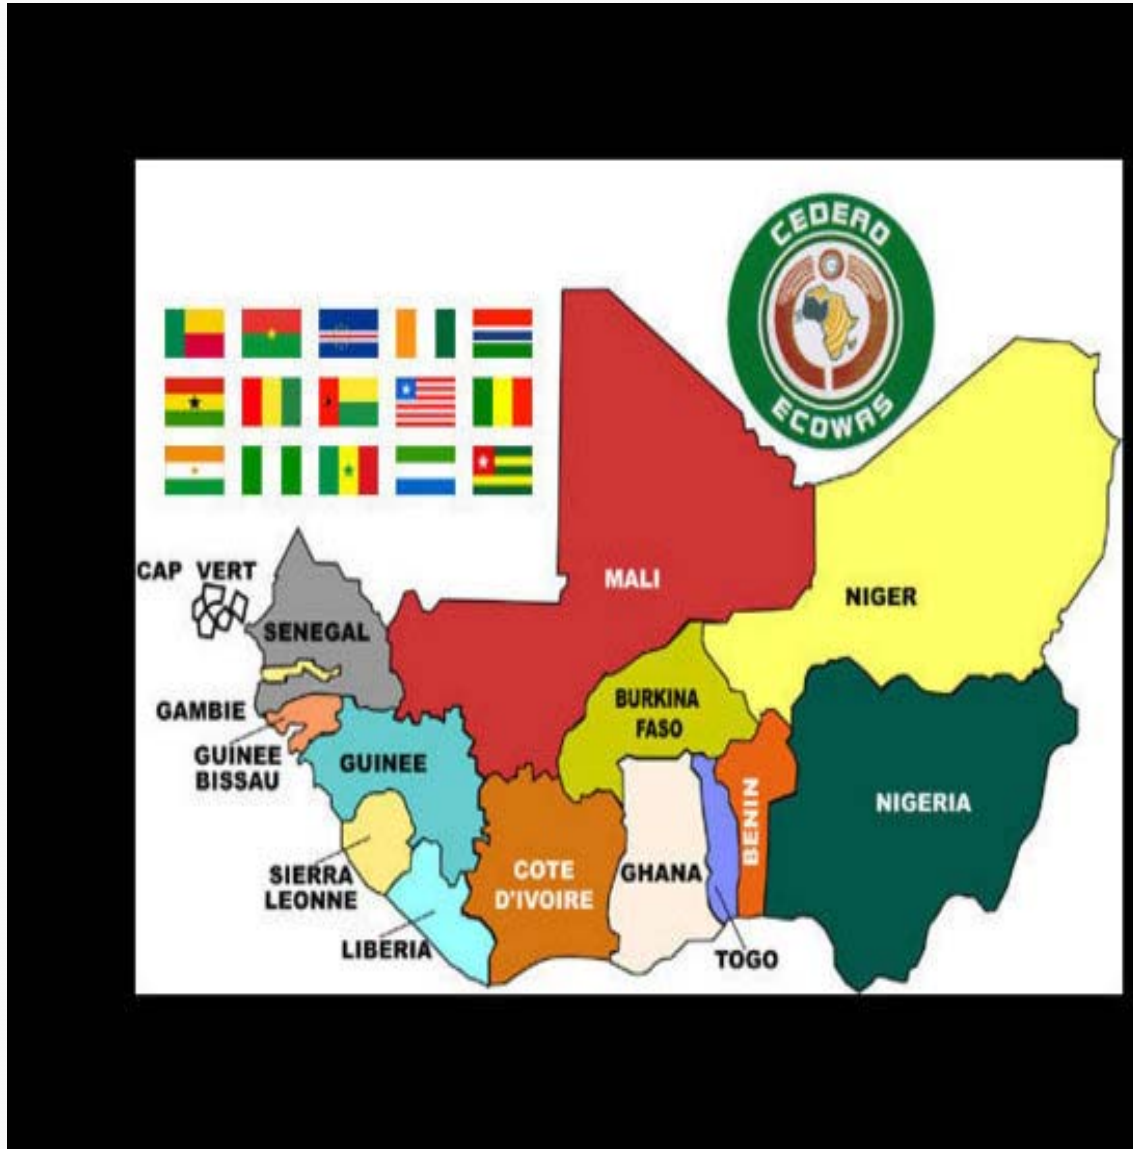 CEDEAO
ECOWAS
CAP VERT
MALI
NIGER
SENEGAL
GAMBIE
BURKINA
FASO
GUINEE
BISSAU
GUINEE
NIGERIA
BENIN
SIERRA
LEONNE
COTE
D'IVOIRE
GHANA
LIBERIA
TOGO